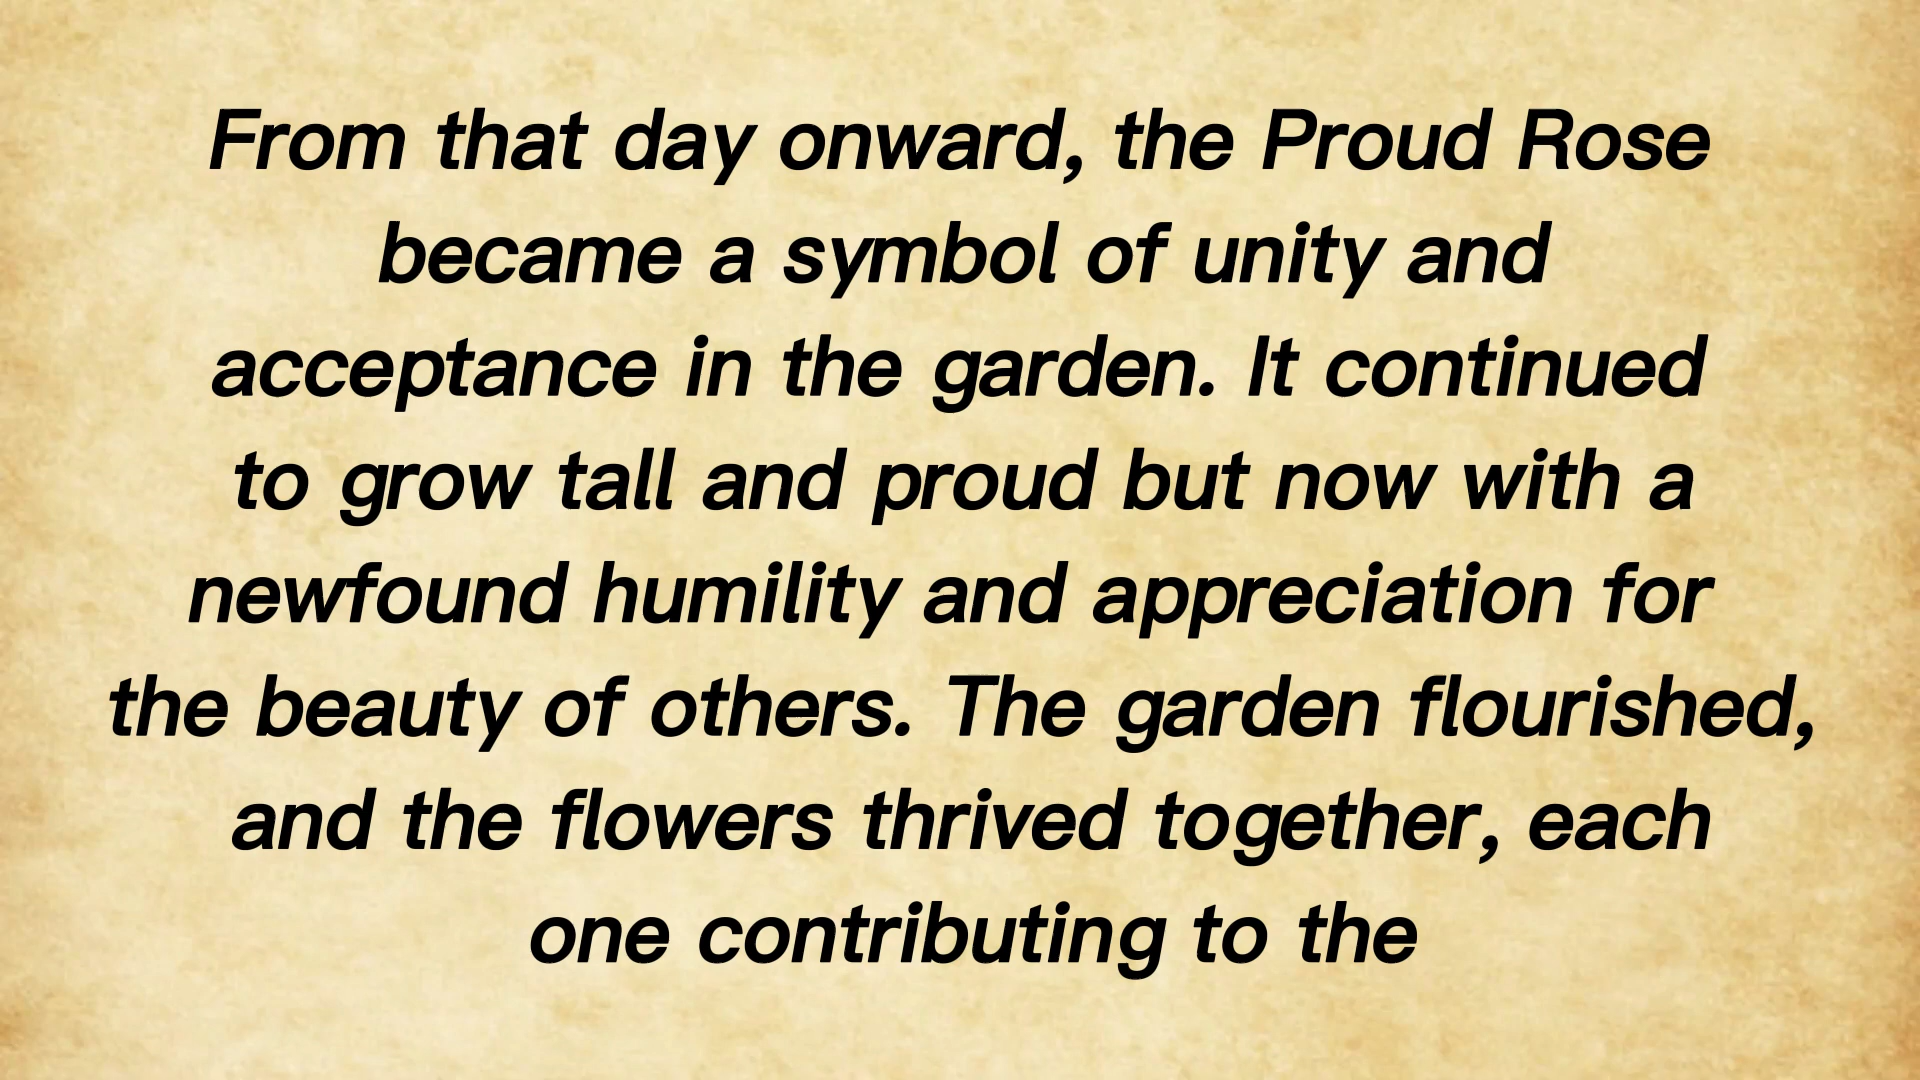 From that day onward, the Proud Rose
became a symbol of unity and
acceptance in the garden. It continued
to grow tall and proud but now with a
newfound humility and appreciation for
the beauty of others. The garden flourished,
and the flowers thrived together, each
one contributing to the